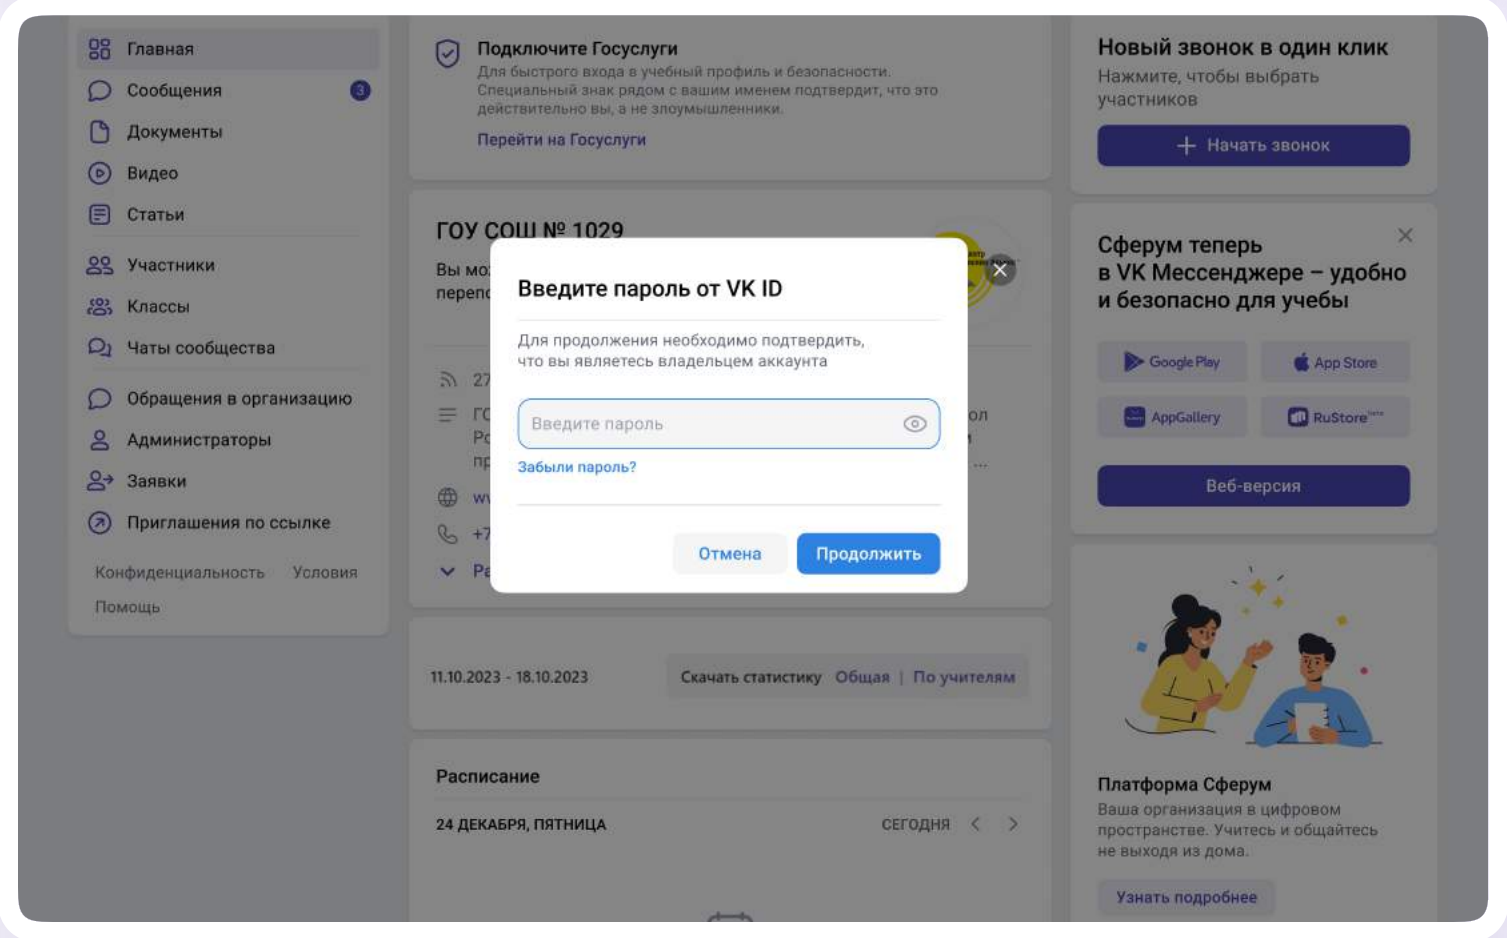 Главная
Сообщения
3
Документы
Видео
Статьи
Участники
Классы
Чаты сообщества
Обращения в организацию
Администраторы
Заявки
Приглашения по ссылке
Конфиденциальность Условия
Помощь
Подключите Госуслуги
Для быстрого входа в учебный профиль и безопасности.
Специальный знак рядом с вашим именем подтвердит, что это
действительно вы, а не злоумышленники.
Перейти на Госуслуги
ГОУ СОШ № 1029
Вы
Введите пароль от VK ID
Для продолжения необходимо подтвердить,
что вы являетесь владельцем аккаунта
Введите пароль
Забыли пароль?
Отмена Продолжить
27
+7
11.10.2023 - 18.10.2023
Скачать статистику Общая | По учителям
Расписание
24 ДЕКАБРЯ, ПЯТНИЦА
СЕГОДНЯ
Новый звонок в один клик
Нажмите, чтобы выбрать
участников
Начать звонок
Сферум теперь
в VK Мессенджере – удобно
и безопасно для учебы
Google Play
App Store
AppGallery
RuStore
Веб-версия
Платформа Сферум
Ваша организация в цифровом
пространстве. Учитесь и общайтесь
не выходя из дома.
Узнать подробнее